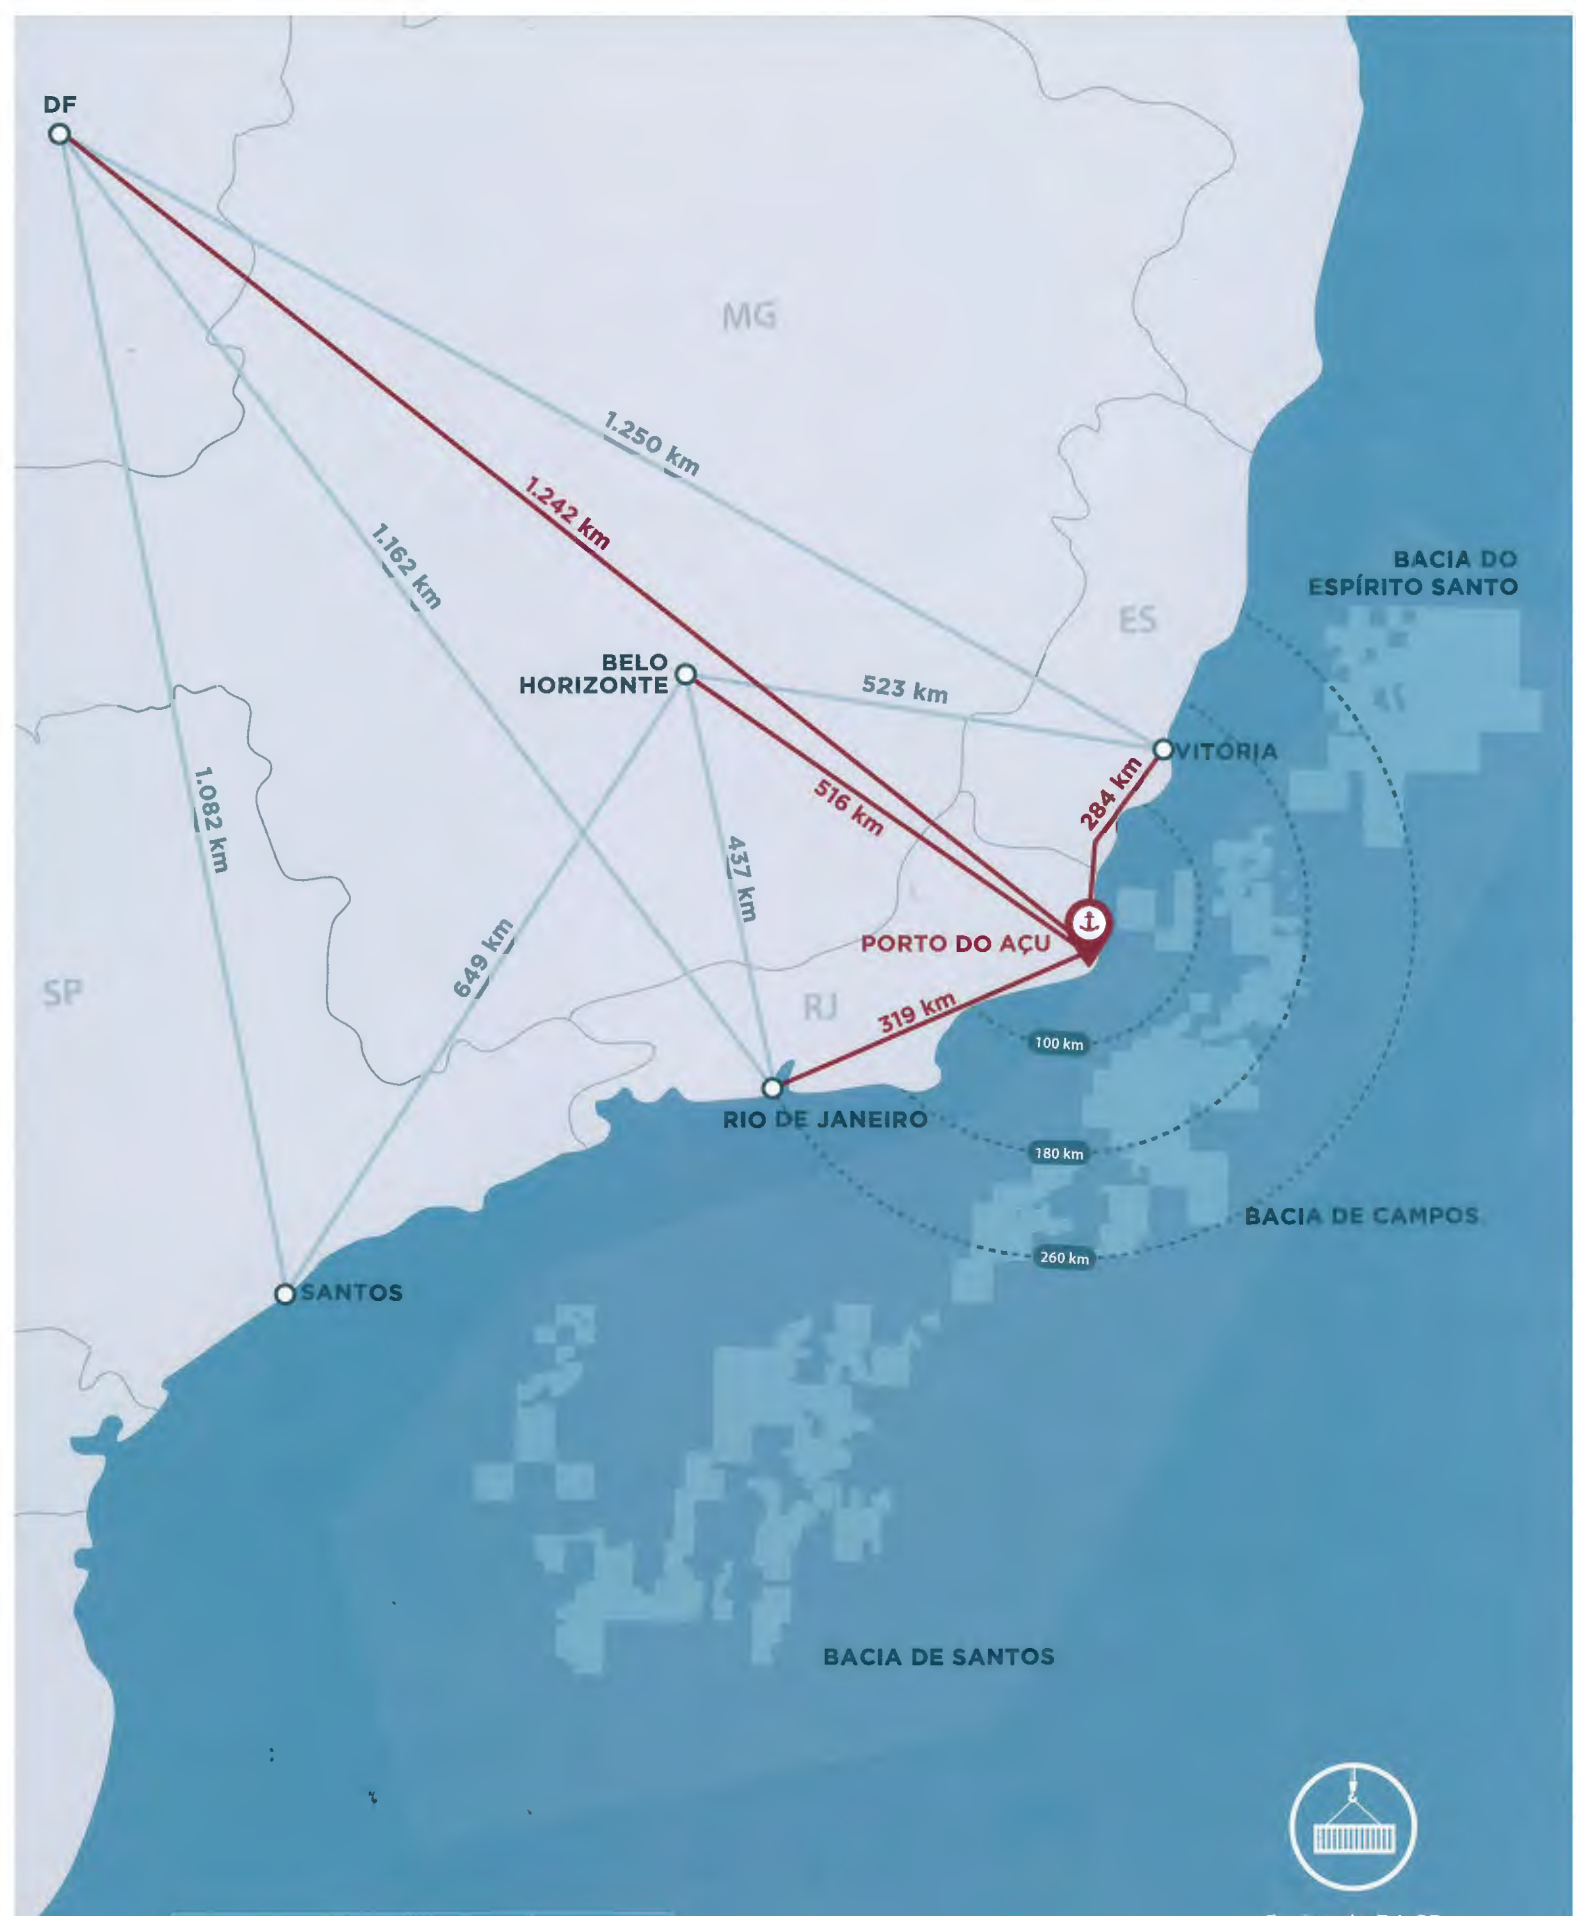 DF
MG
1.250 km
1.242 km
1.162 km
BACIA DO
ESPÍRITO SANTO
ES
BELO
HORIZONTE
523 km
VITÓRIA
284 km
516 km
1.082 km
437 km
649 km
PORTO DO AÇU
SP
RJ
319 km
100 km
RIO DE JANEIRO
180 km
BACIA DE CAMPOS
260 km
SANTOS
BACIA DE SANTOS